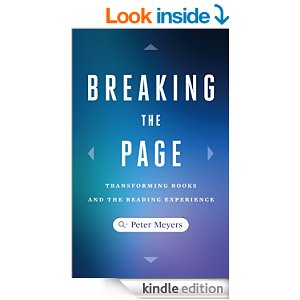 Look inside
BREAKING
THE
PAGE
TRANSFORMING BOOKS
AND THE READING EXPERIENCE
Peter Meyers
kindle edition